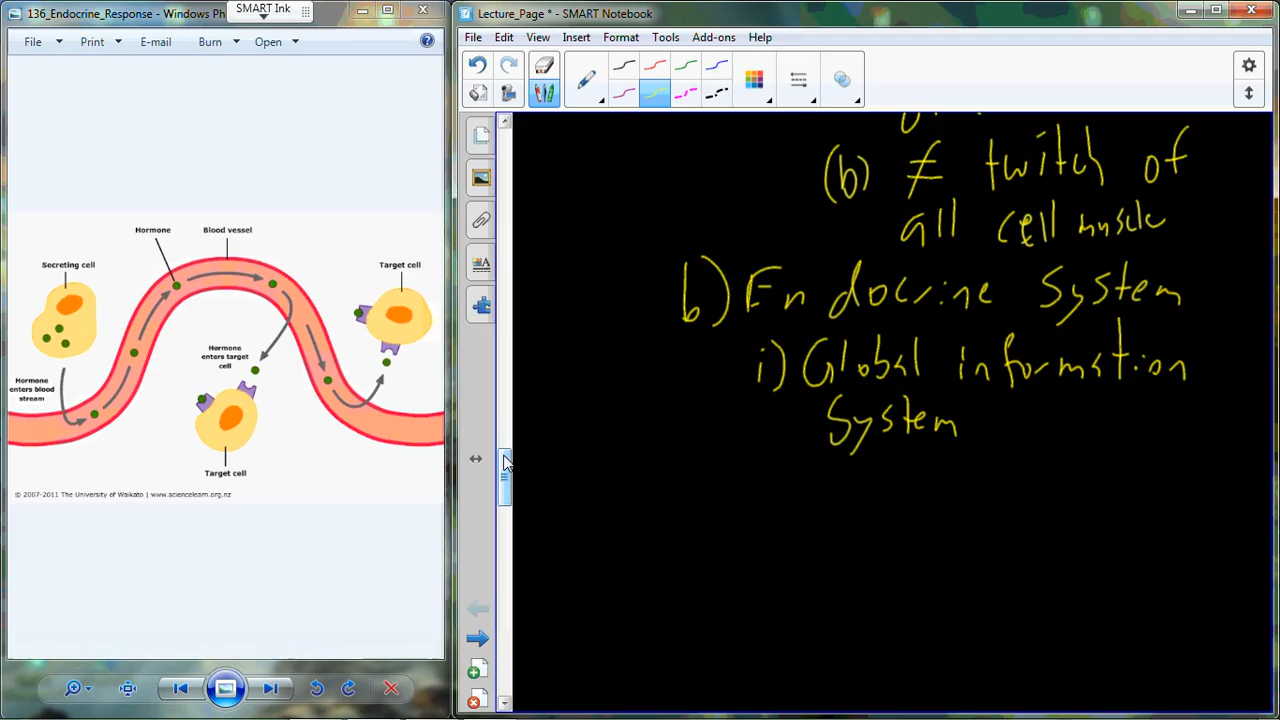 136_Endocrine_Response - Windows Ph
SMART Ink
File Print E-mail Burn Open
Hormone
Blood vessel
Secreting cell
Target cell
Hormone
enters target
cell
Hormone
enters blood
stream
Target cell
© 2007-2011 The University of Waikato | www.sciencelearn.org.nz
Lecture_Page * - SMART Notebook
File Edit View Insert Format Tools Add-ons Help
(b) ≠ twitch of
all cell muscle
b) Endocrine System
i) Global information
System